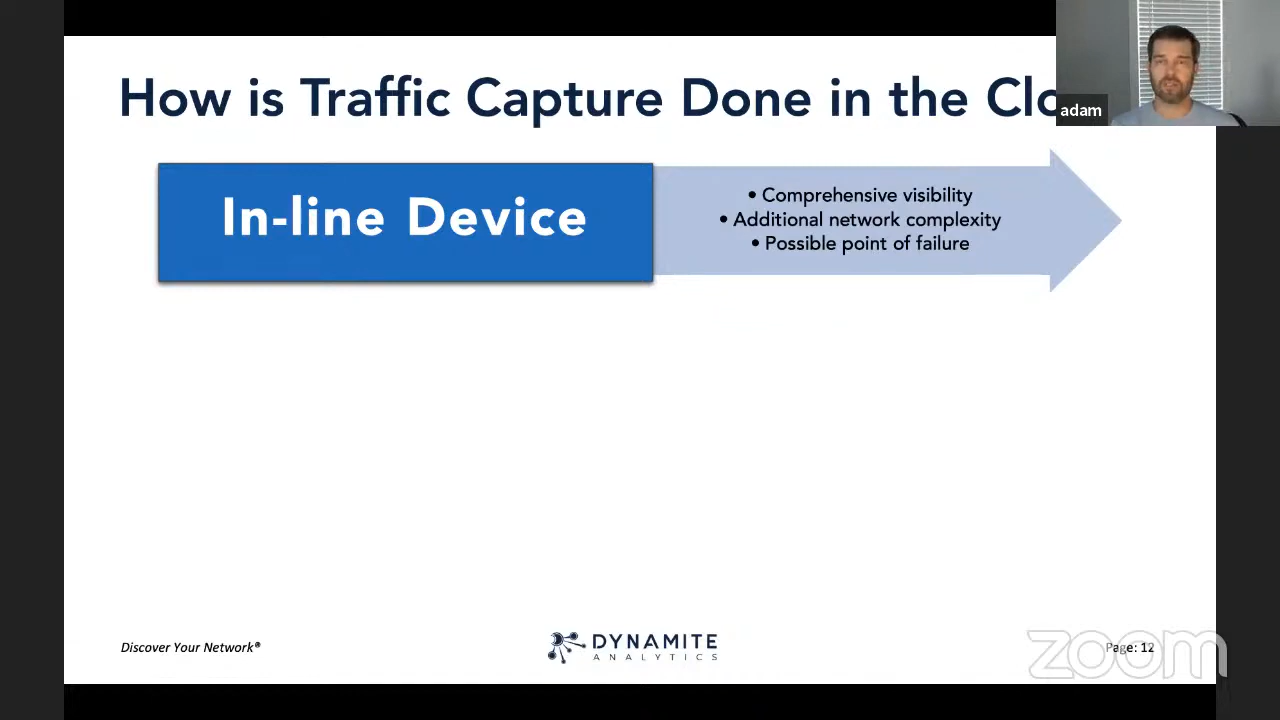 How is Traffic Capture Done in the Clo
adam
In-line Device
• Comprehensive visibility
• Additional network complexity
• Possible point of failure
Discover Your Network®
DYNAMITE
ANALYTICS
Page: 12
zoom